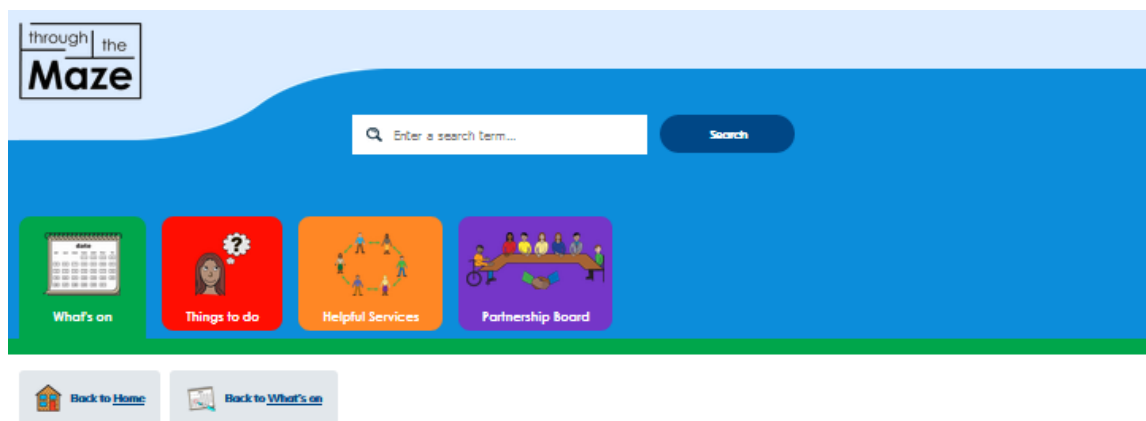 through the
Maze
Enter a search term...
Search
date
What's on
Things to do
?
Helpful Services
Partnership Board
Back to Home
Back to What's on